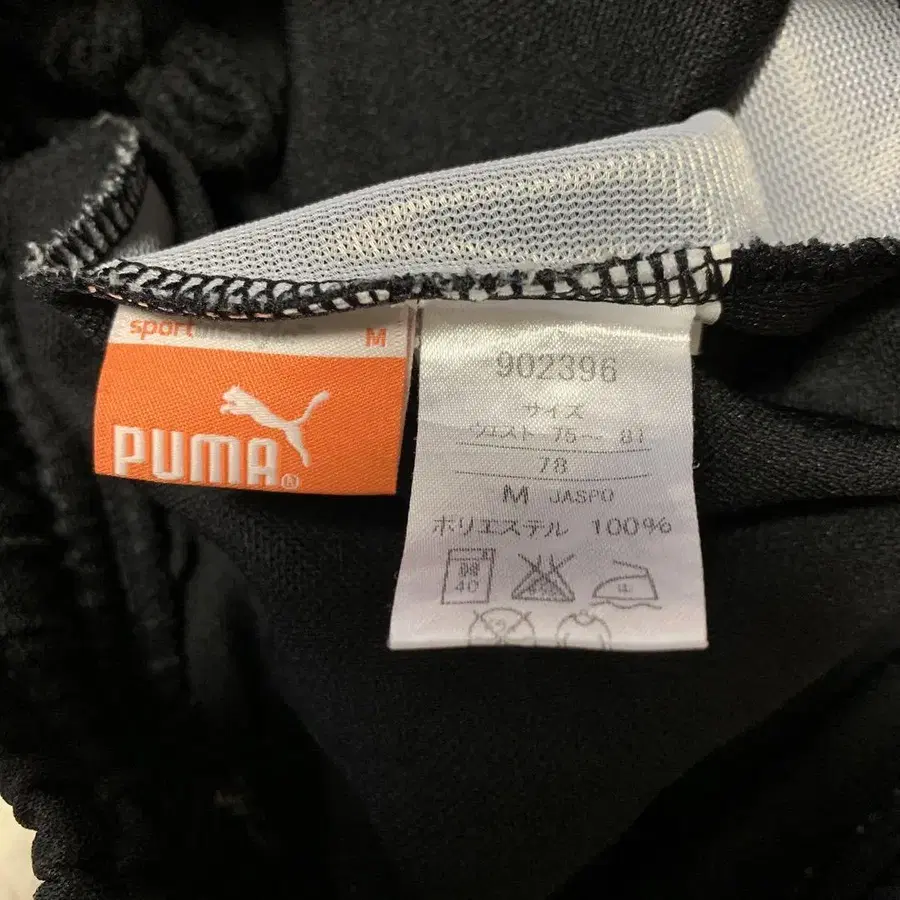 sport
M
PUMA
902396
サイズ
ウエスト 75〜 81
78
M JASPO
ポリエステル 100%
40